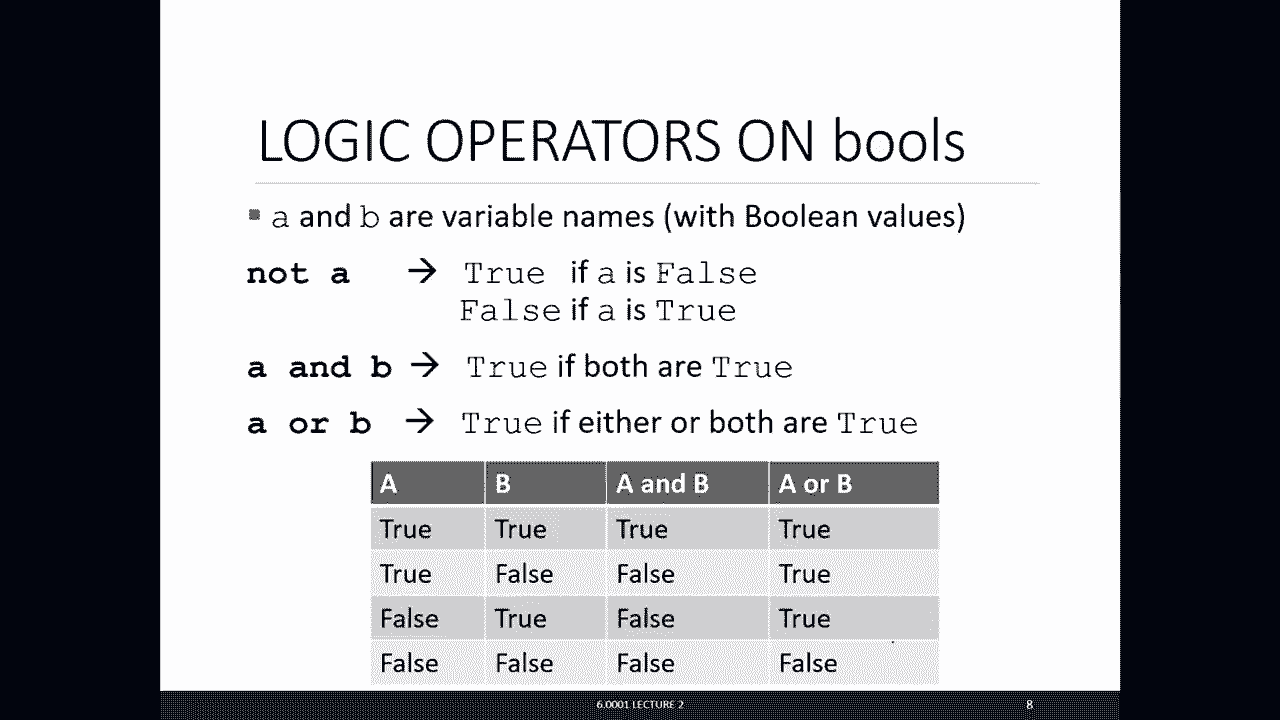 LOGIC OPERATORS ON bools
▪ a and b are variable names (with Boolean values)
not a → True if a is False
False if a is True
a and b → True if both are True
a or b → True if either or both are True
A B A and B A or B
True True True True
True False False True
False True False True
False False False False
6.0001 LECTURE 2 8